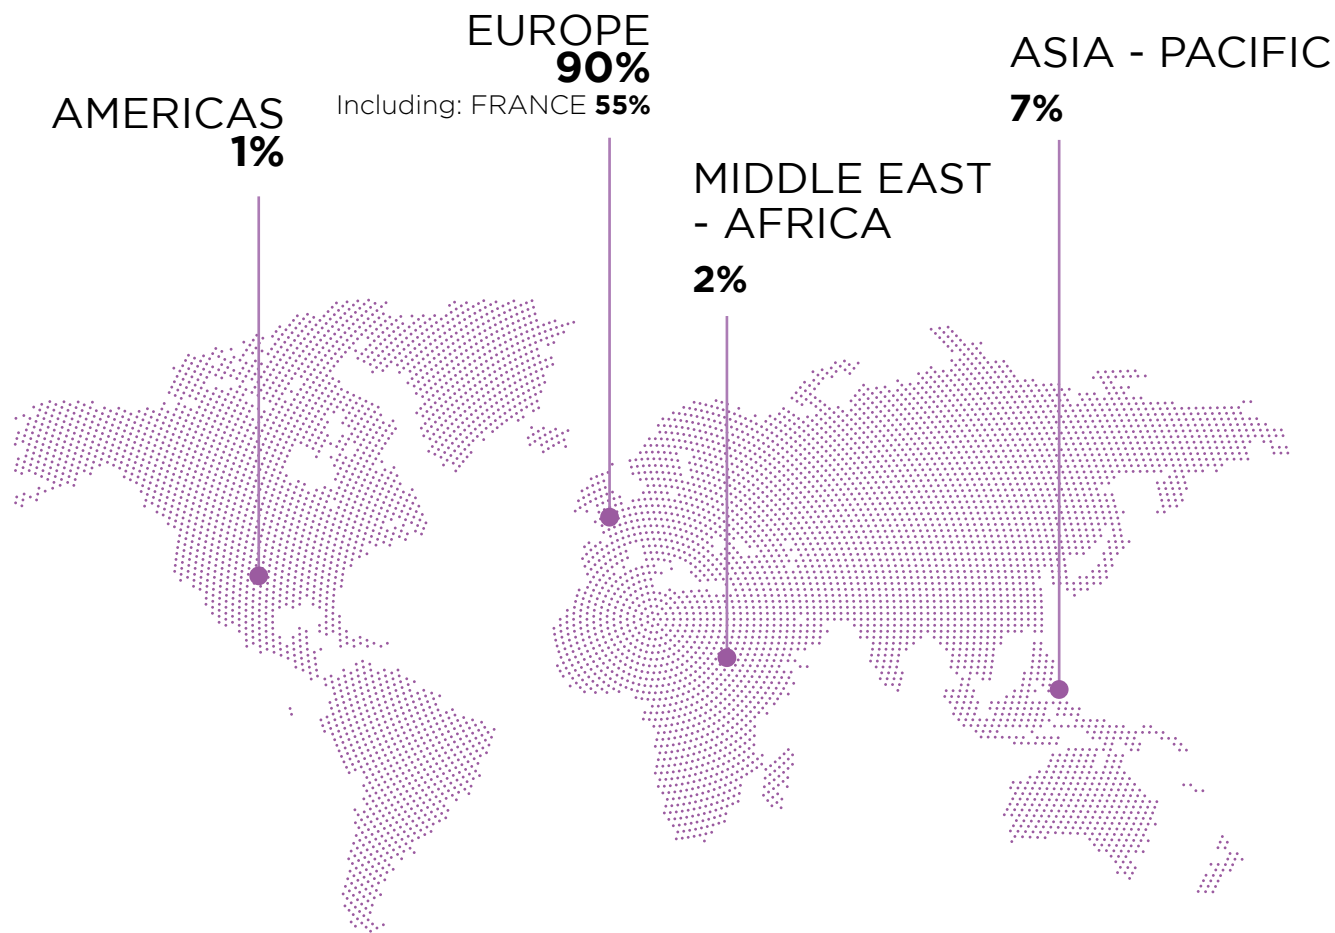 AMERICAS
1%
EUROPE
90%
Including: FRANCE 55%
MIDDLE EAST
- AFRICA
2%
ASIA - PACIFIC
7%